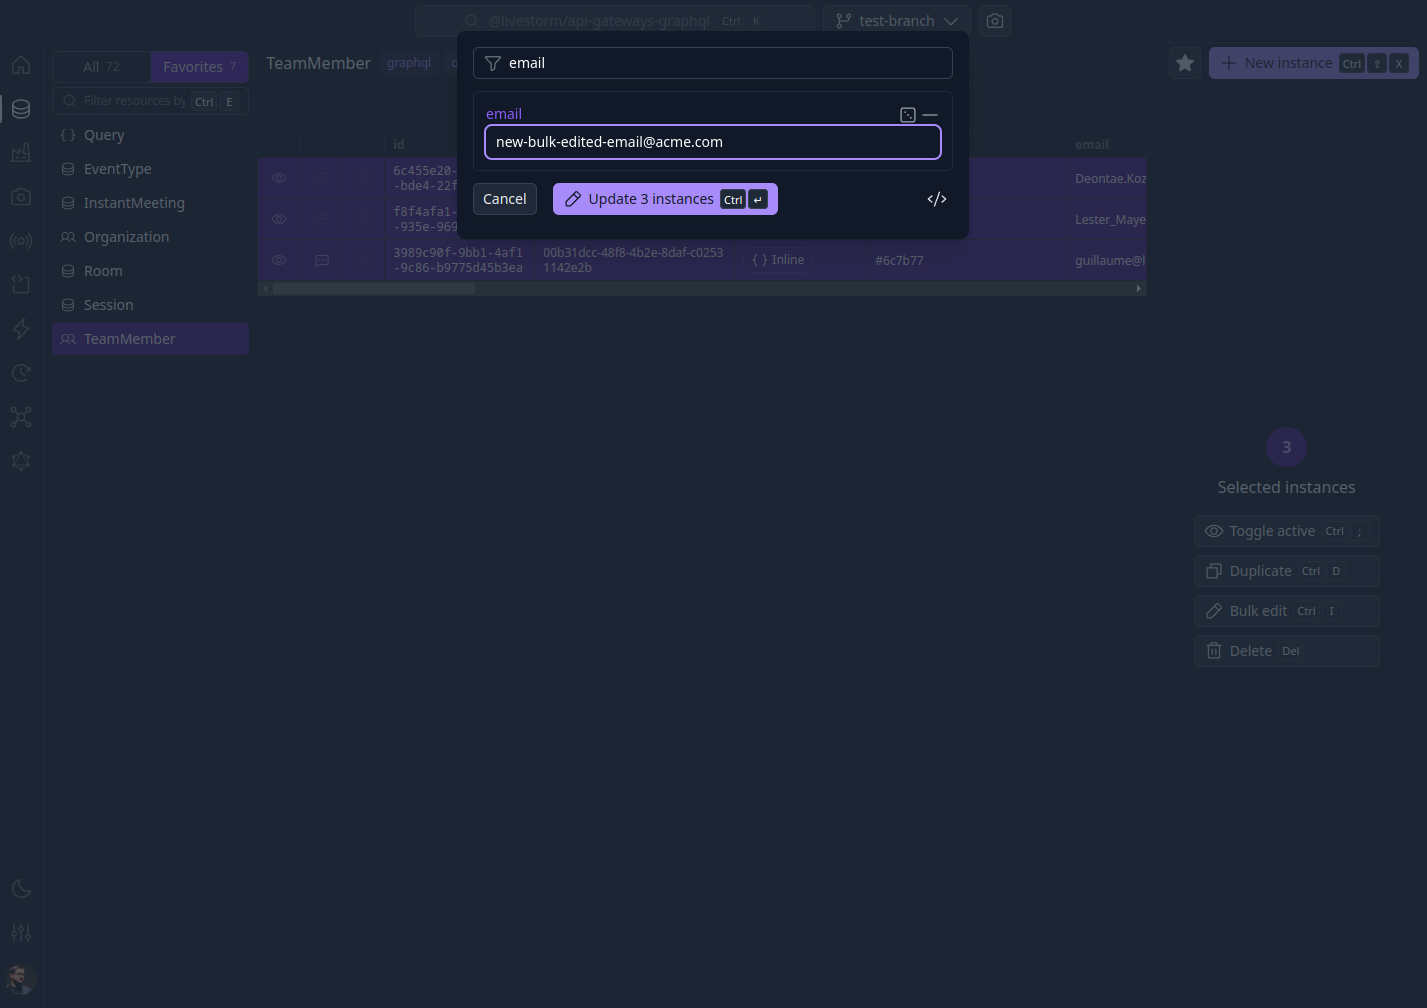 @livestorm/api-gateways-graphql Ctrl K
test-branch
email
All 72
Favorites 7
TeamMember
graphql
New instance Ctrl ⇧ X
Filter resources by Ctrl E
email
new-bulk-edited-email@acme.com
Cancel
Update 3 instances Ctrl ↵
</>
Query
EventType
InstantMeeting
Organization
Room
Session
TeamMember
id
email
6c455e20-
-bde4-22f
Deontae.Koz
f8f4afa1-
-935e-969
Lester_Maye
3989c90f-9bb1-4af1
-9c86-b9775d45b3ea
00b31dcc-48f8-4b2e-8daf-c0253
1142e2b
{ } Inline
#6c7b77
guillaume@l
3
Selected instances
Toggle active Ctrl ;
Duplicate Ctrl D
Bulk edit Ctrl I
Delete Del